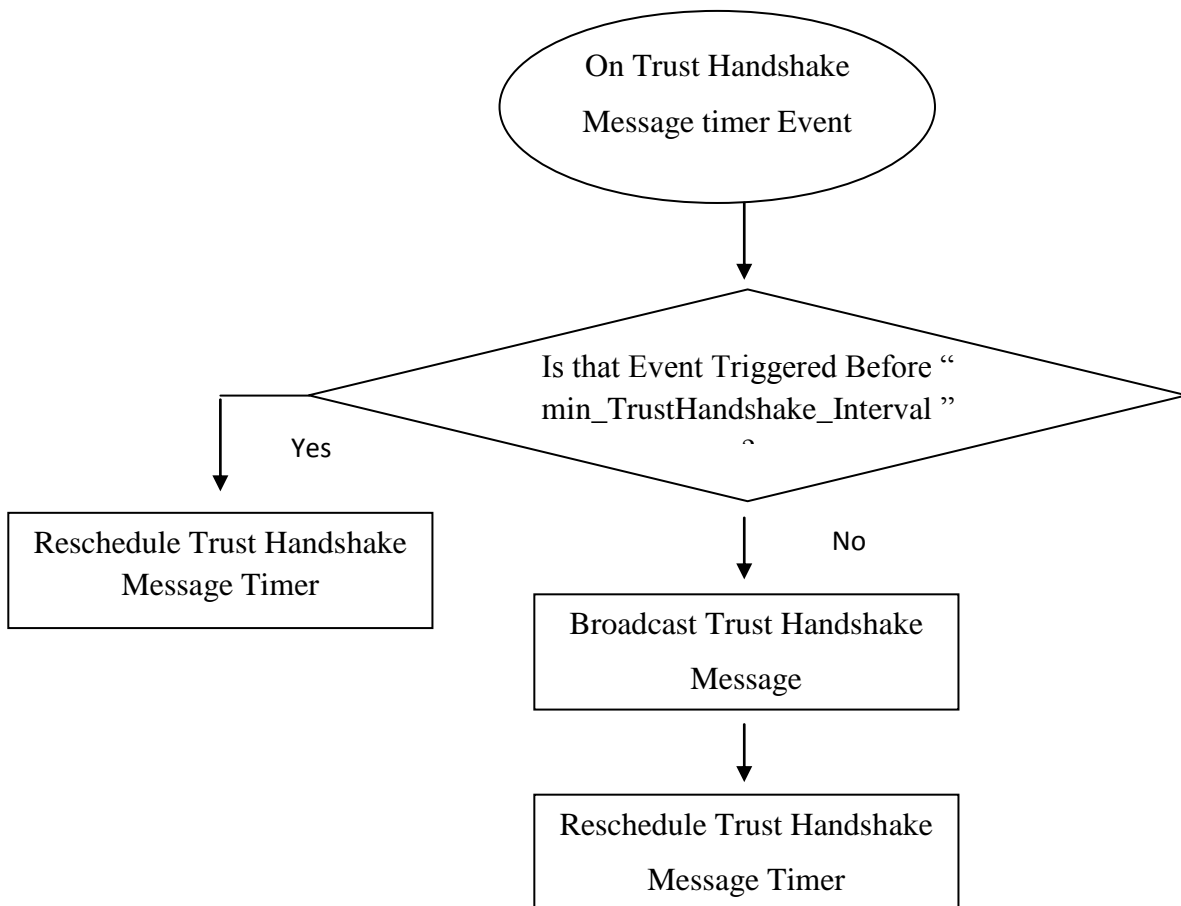 On Trust Handshake
Message timer Event
Is that Event Triggered Before “
min_TrustHandshake_Interval ”
?
Yes
Reschedule Trust Handshake
Message Timer
No
Broadcast Trust Handshake
Message
Reschedule Trust Handshake
Message Timer